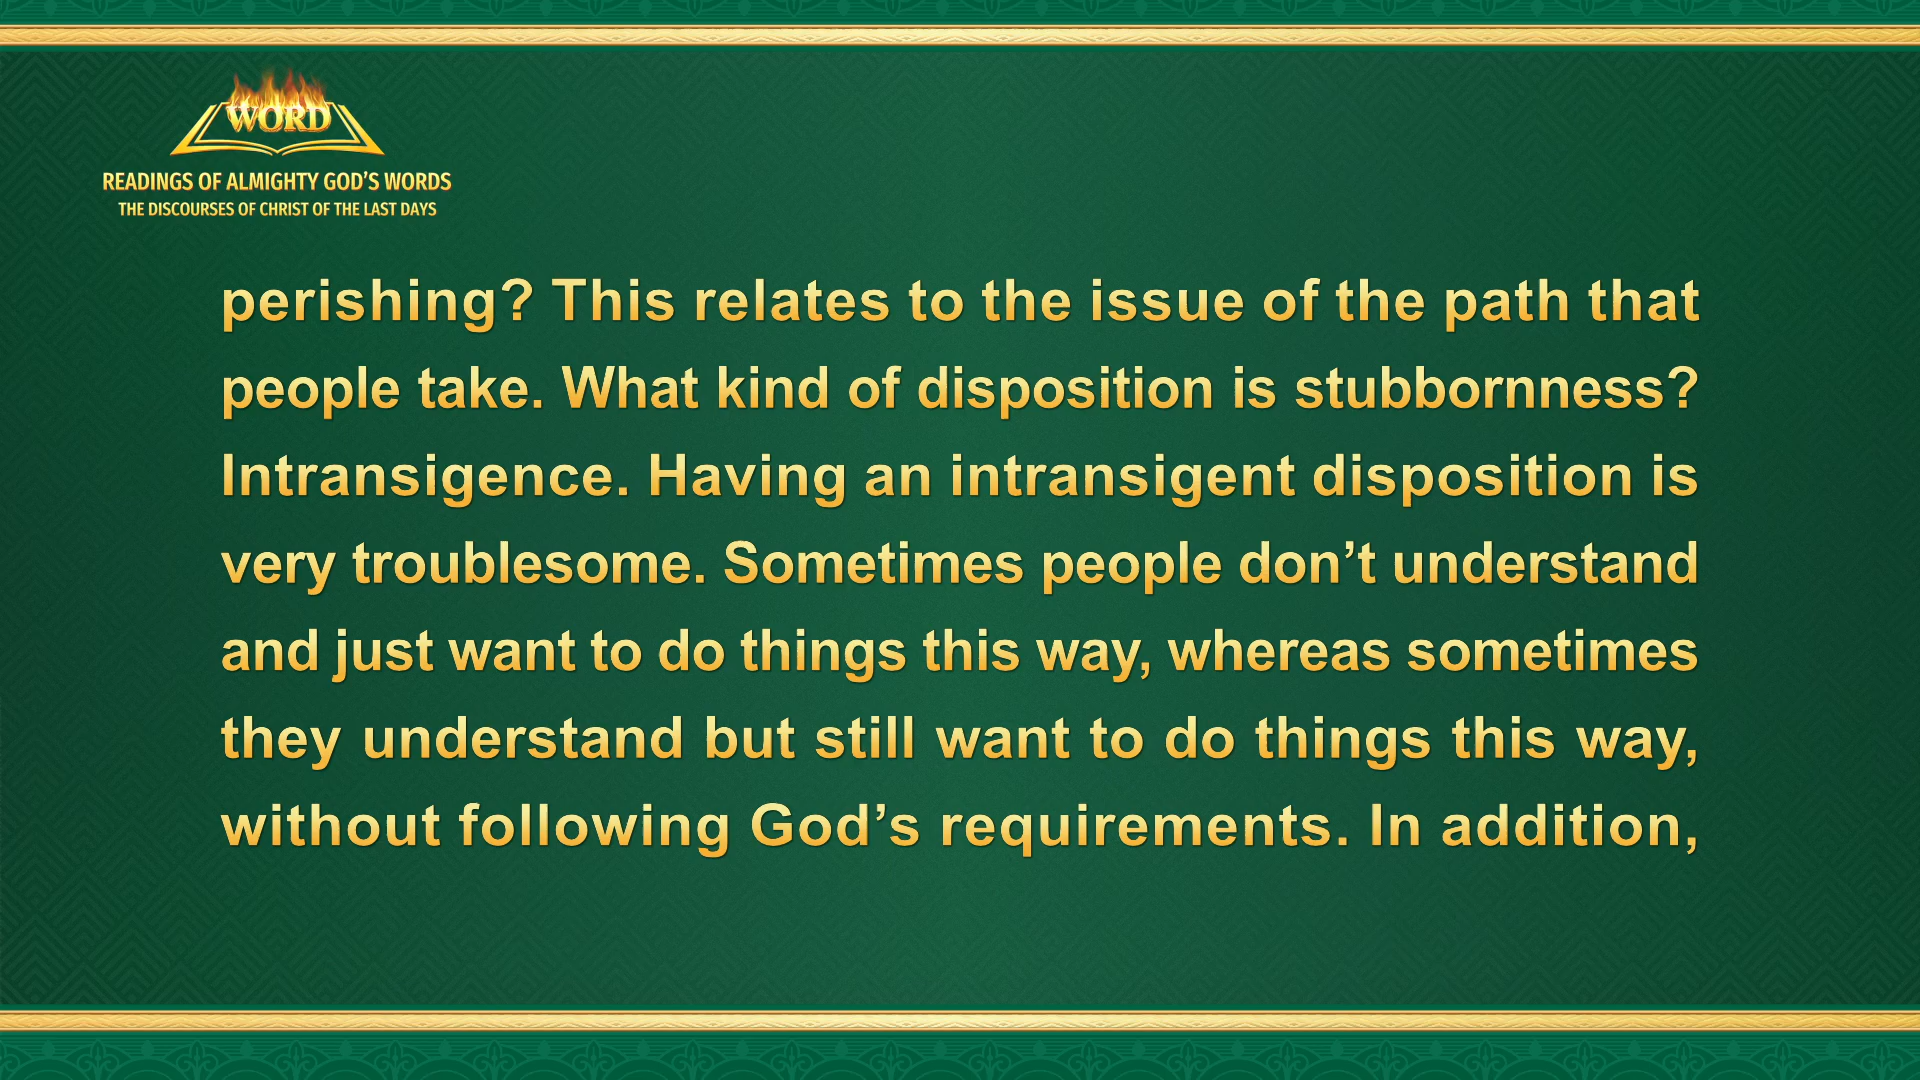 WORD
READINGS OF ALMIGHTY GOD’S WORDS
THE DISCOURSES OF CHRIST OF THE LAST DAYS
perishing? This relates to the issue of the path that
people take. What kind of disposition is stubbornness?
Intransigence. Having an intransigent disposition is
very troublesome. Sometimes people don’t understand
and just want to do things this way, whereas sometimes
they understand but still want to do things this way,
without following God’s requirements. In addition,